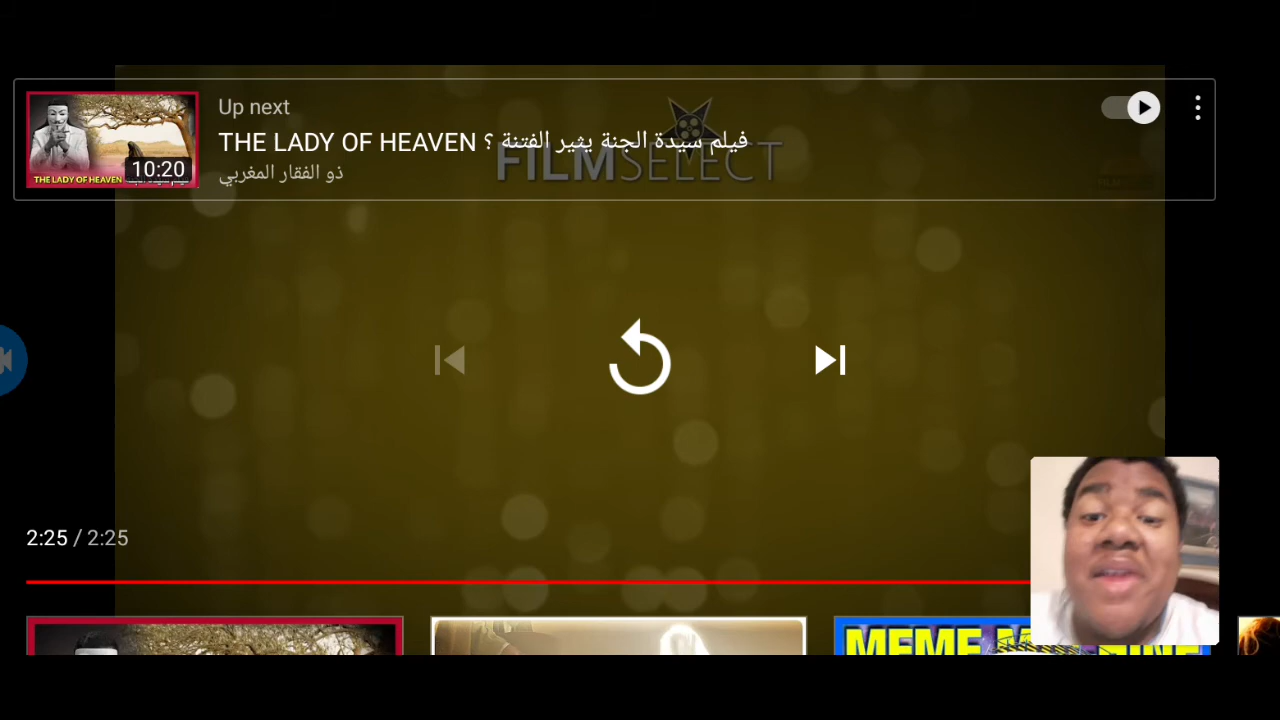 Up next
THE LADY OF HEAVEN فيلم سيدة الجنة يثير الفتنة ؟
ذو الفقار المغربي
10:20
THE LADY OF HEAVEN
FILMSELECT
2:25 / 2:25
MEME